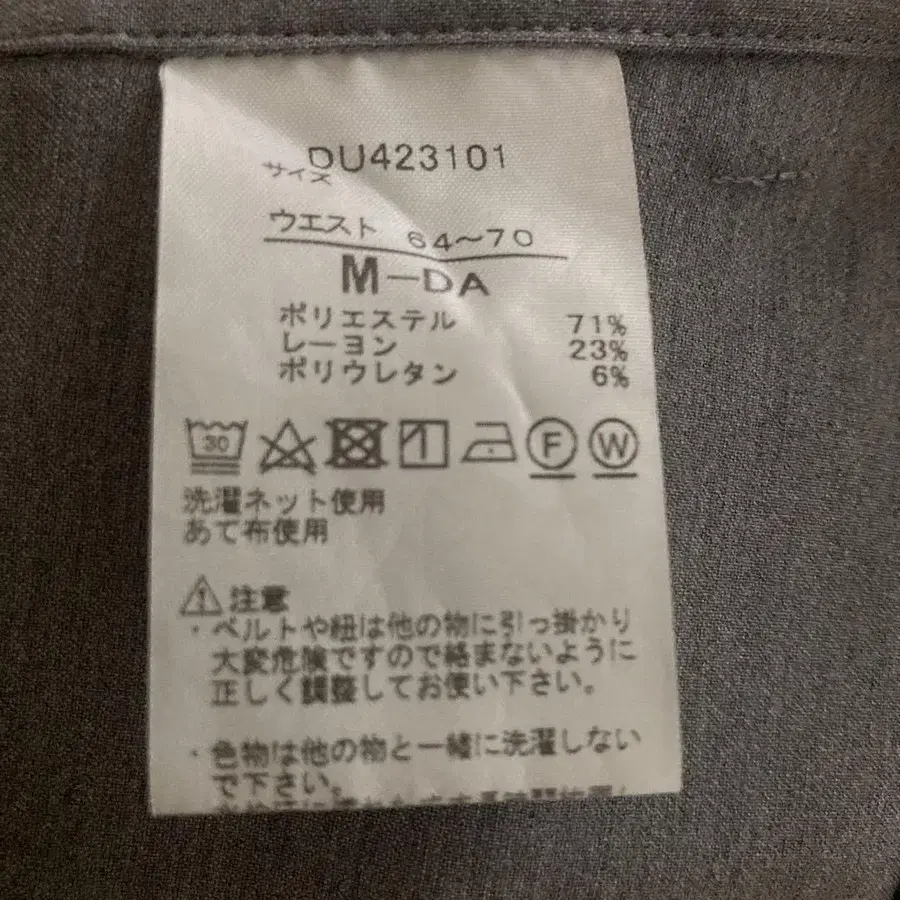 DU423101
サイズ
ウエスト 64〜70
M－DA
ポリエステル 71%
レーヨン 23%
ポリウレタン 6%
30 F W
洗濯ネット使用
あて布使用
注意
・ベルトや紐は他の物に引っ掛かり
大変危険ですので絡まないように
正しく調整してお使い下さい。
・色物は他の物と一緒に洗濯しない
で下さい。